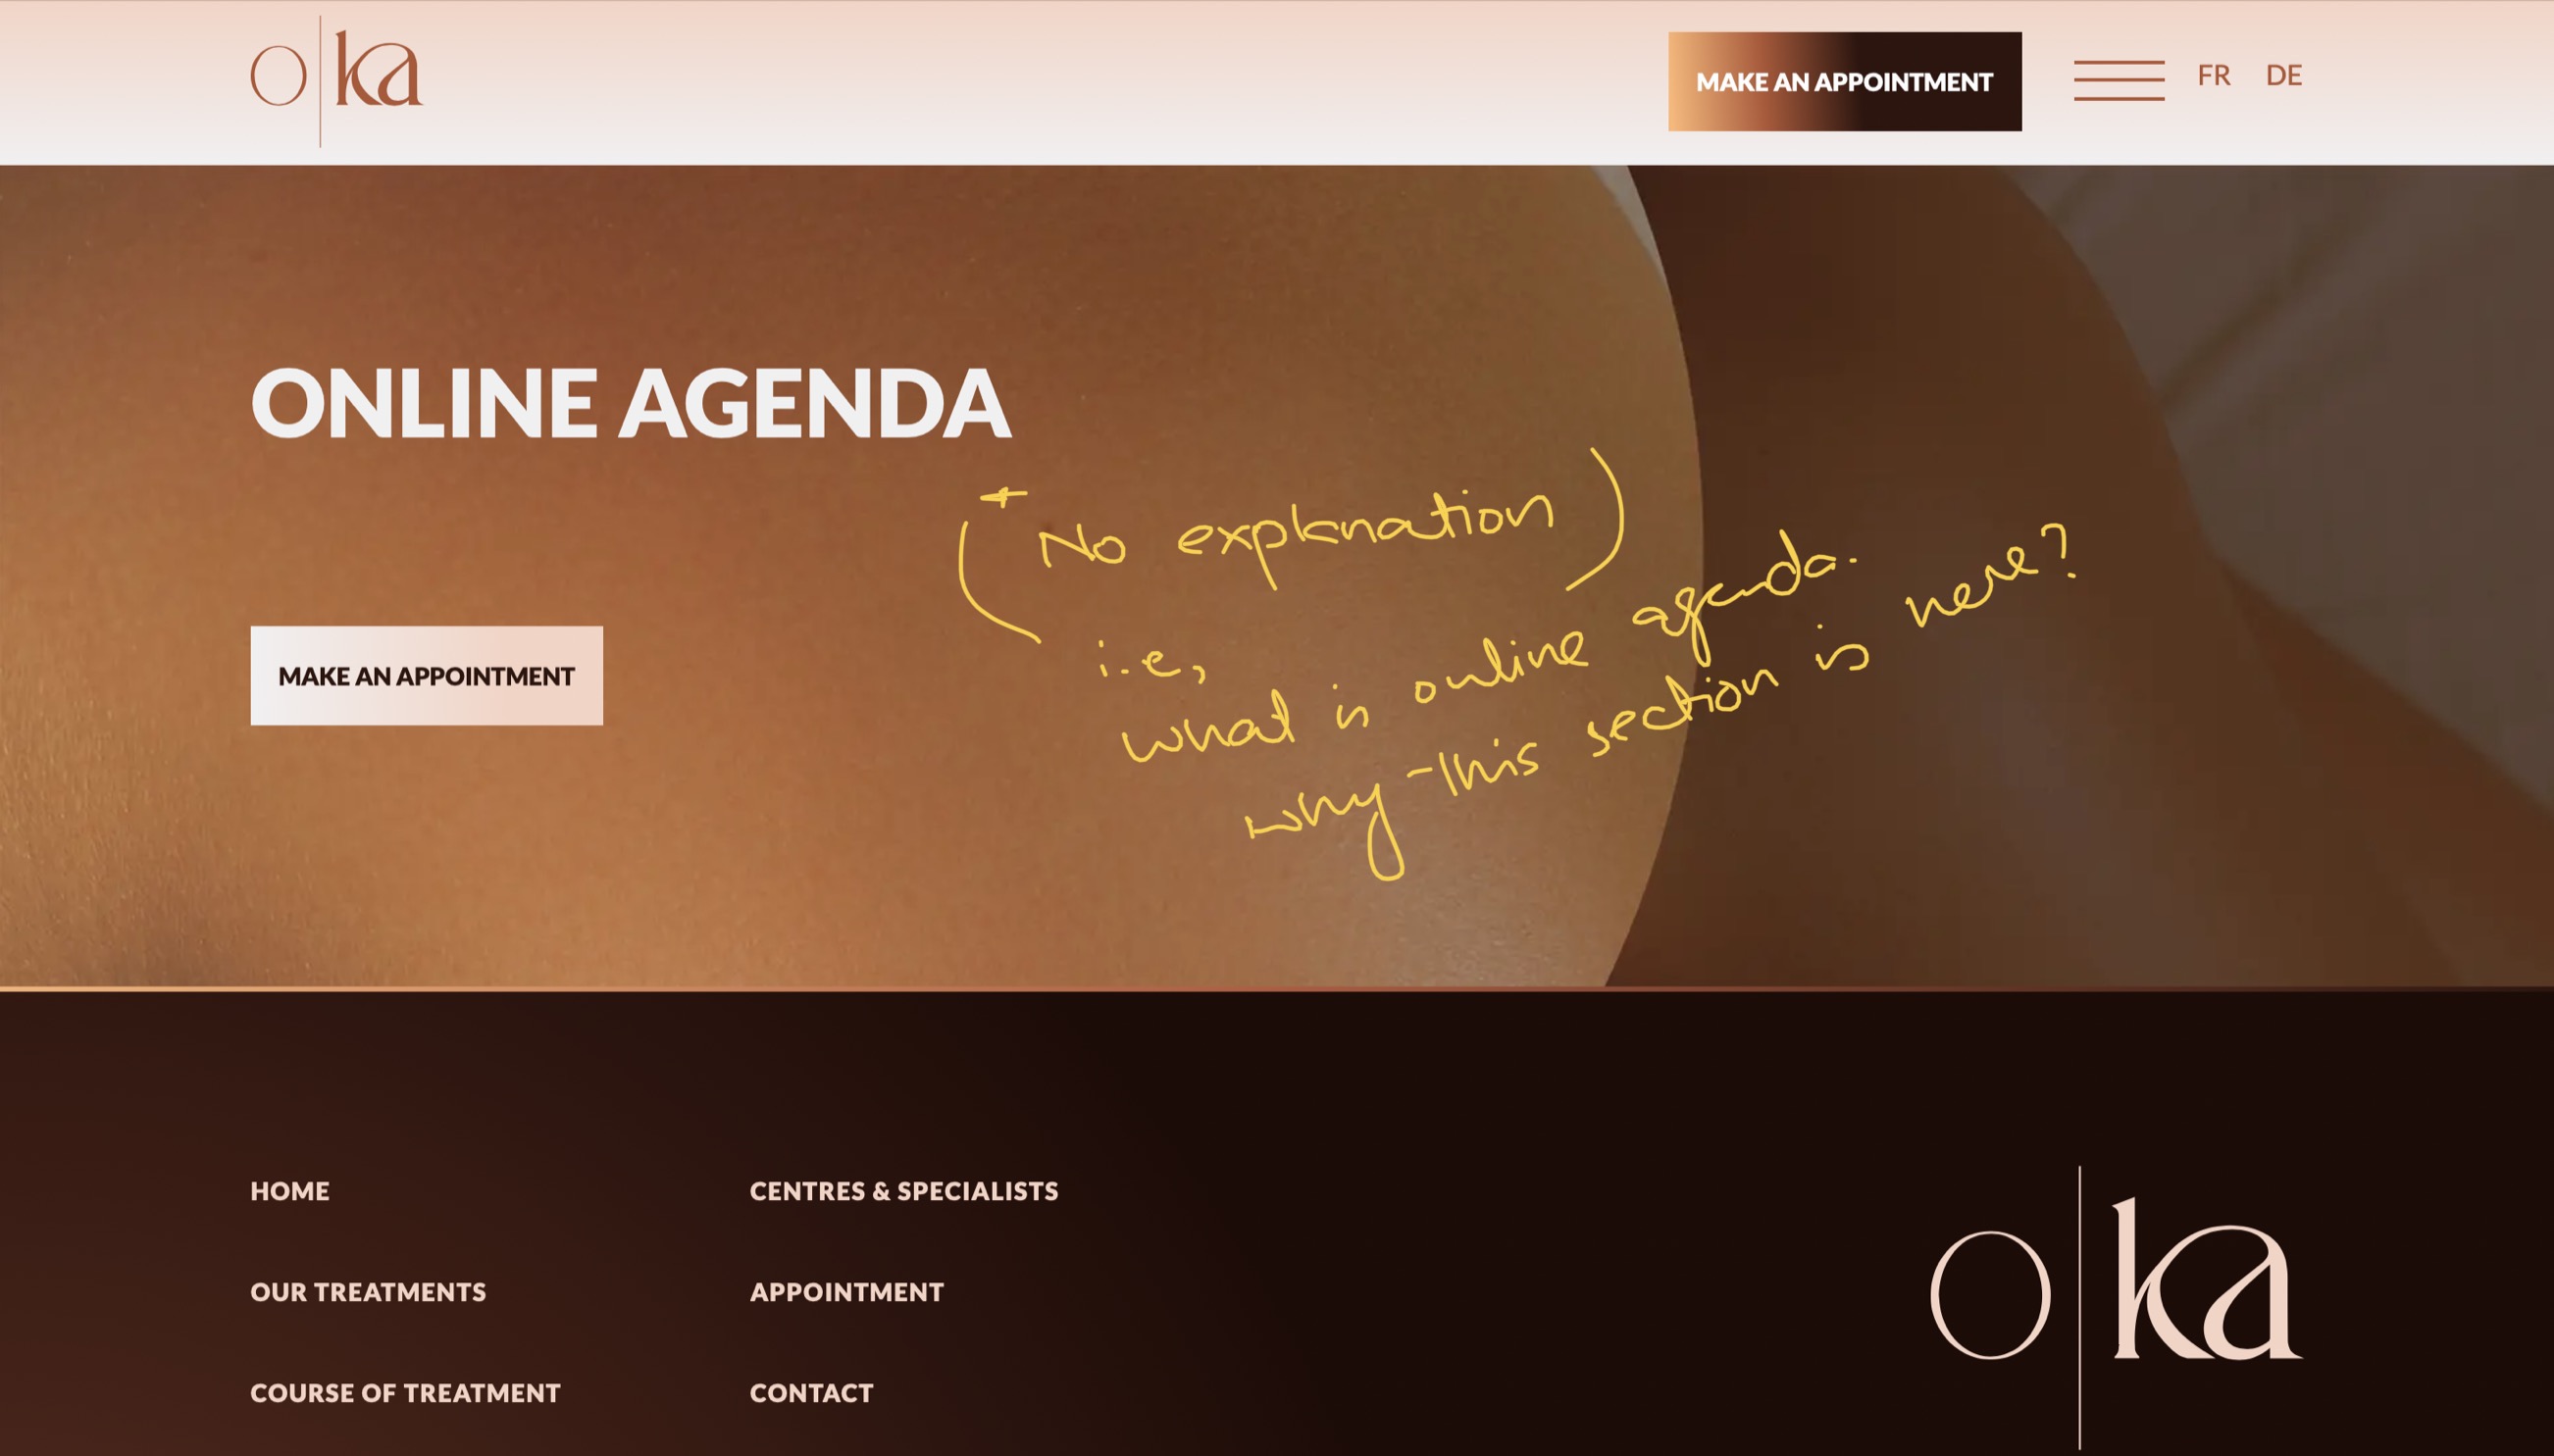 o|ka
MAKE AN APPOINTMENT
FR DE
ONLINE AGENDA
(* No explanation)
i.e,
what is online agenda.
why this section is here?
MAKE AN APPOINTMENT
HOME
CENTRES & SPECIALISTS
OUR TREATMENTS
APPOINTMENT
COURSE OF TREATMENT
CONTACT
o|ka